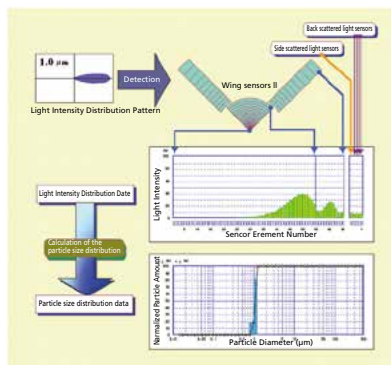 Back scattered light sensors
Side scattered light sensors
1.0 μm
Detection
Wing sensors II
Light Intensity Distribution Pattern
Light Intensity Distribution Data
Light Intensity
Sencor Erement Number
Calculation of the
particle size distribution
Particle size distribution data
Normalized Particle Amount
Particle Diameter (μm)